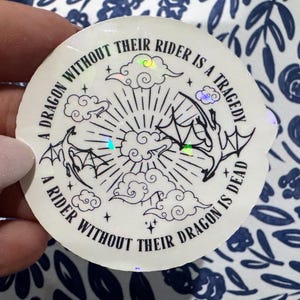 A DRAGON WITHOUT THEIR RIDER IS A TRAGEDY
A RIDER WITHOUT THEIR DRAGON IS DEAD